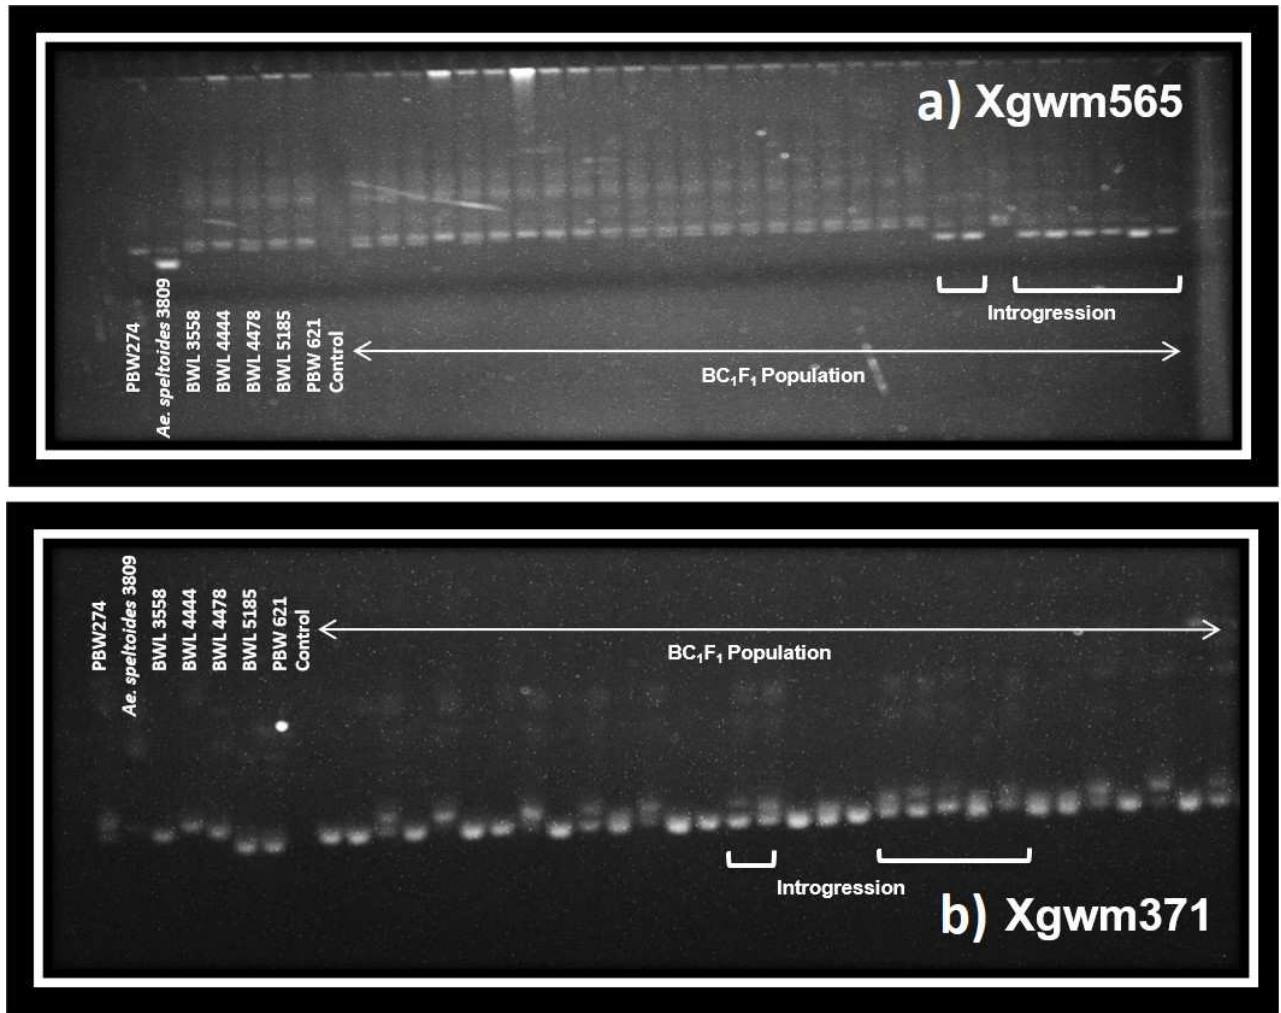 a) Xgwm565
PBW274
Ae. speltoides 3809
BWL 3558
BWL 4444
BWL 4478
BWL 5185
PBW 621
Control
Introgression
BC₁F₁ Population
PBW274
Ae. speltoides 3809
BWL 3558
BWL 4444
BWL 4478
BWL 5185
PBW 621
Control
BC₁F₁ Population
Introgression
b) Xgwm371